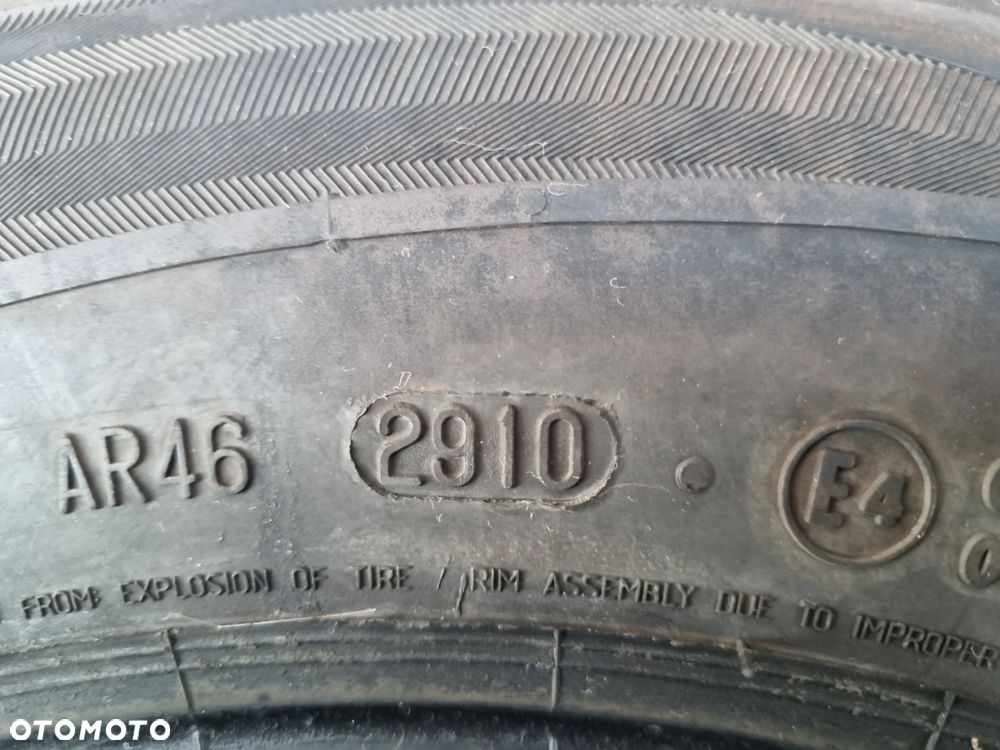 AR46 2910 E4
FROM: EXPLOSION OF TIRE / RIM ASSEMBLY DUE TO IMPROPER
OTOMOTO